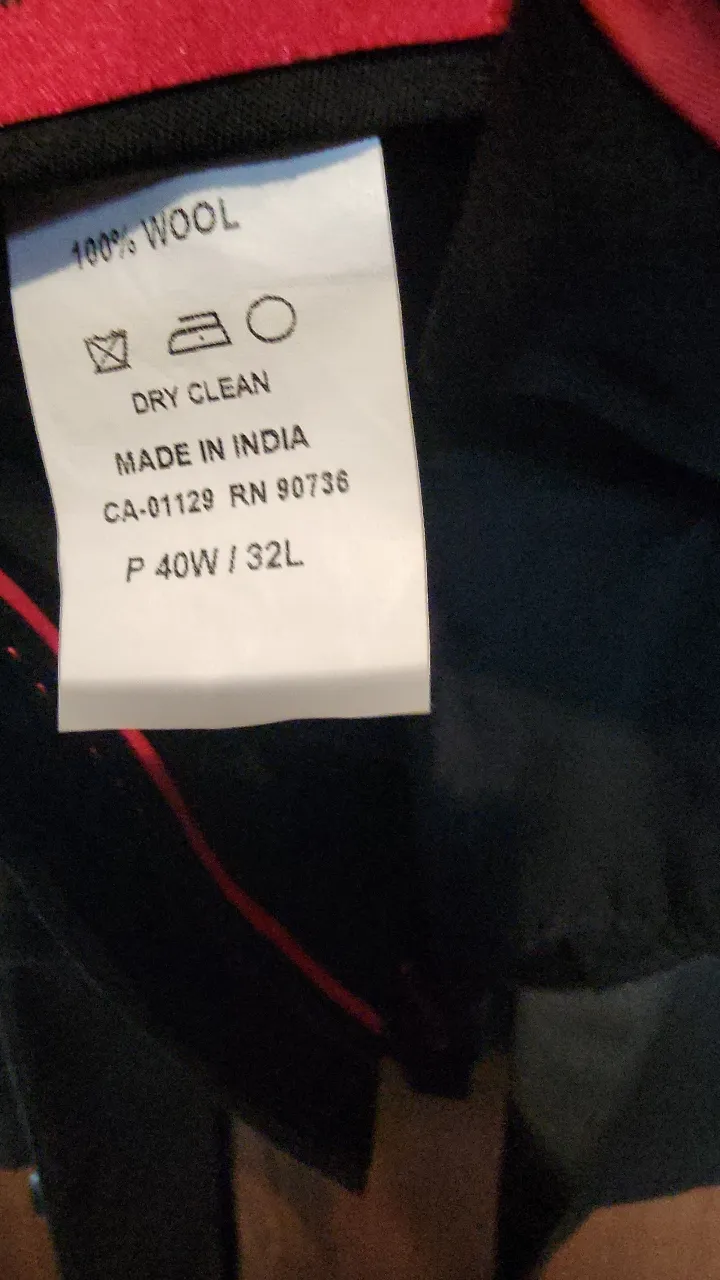 100% WOOL
DRY CLEAN
MADE IN INDIA
CA-01129 RN 90736
P 40W / 32L